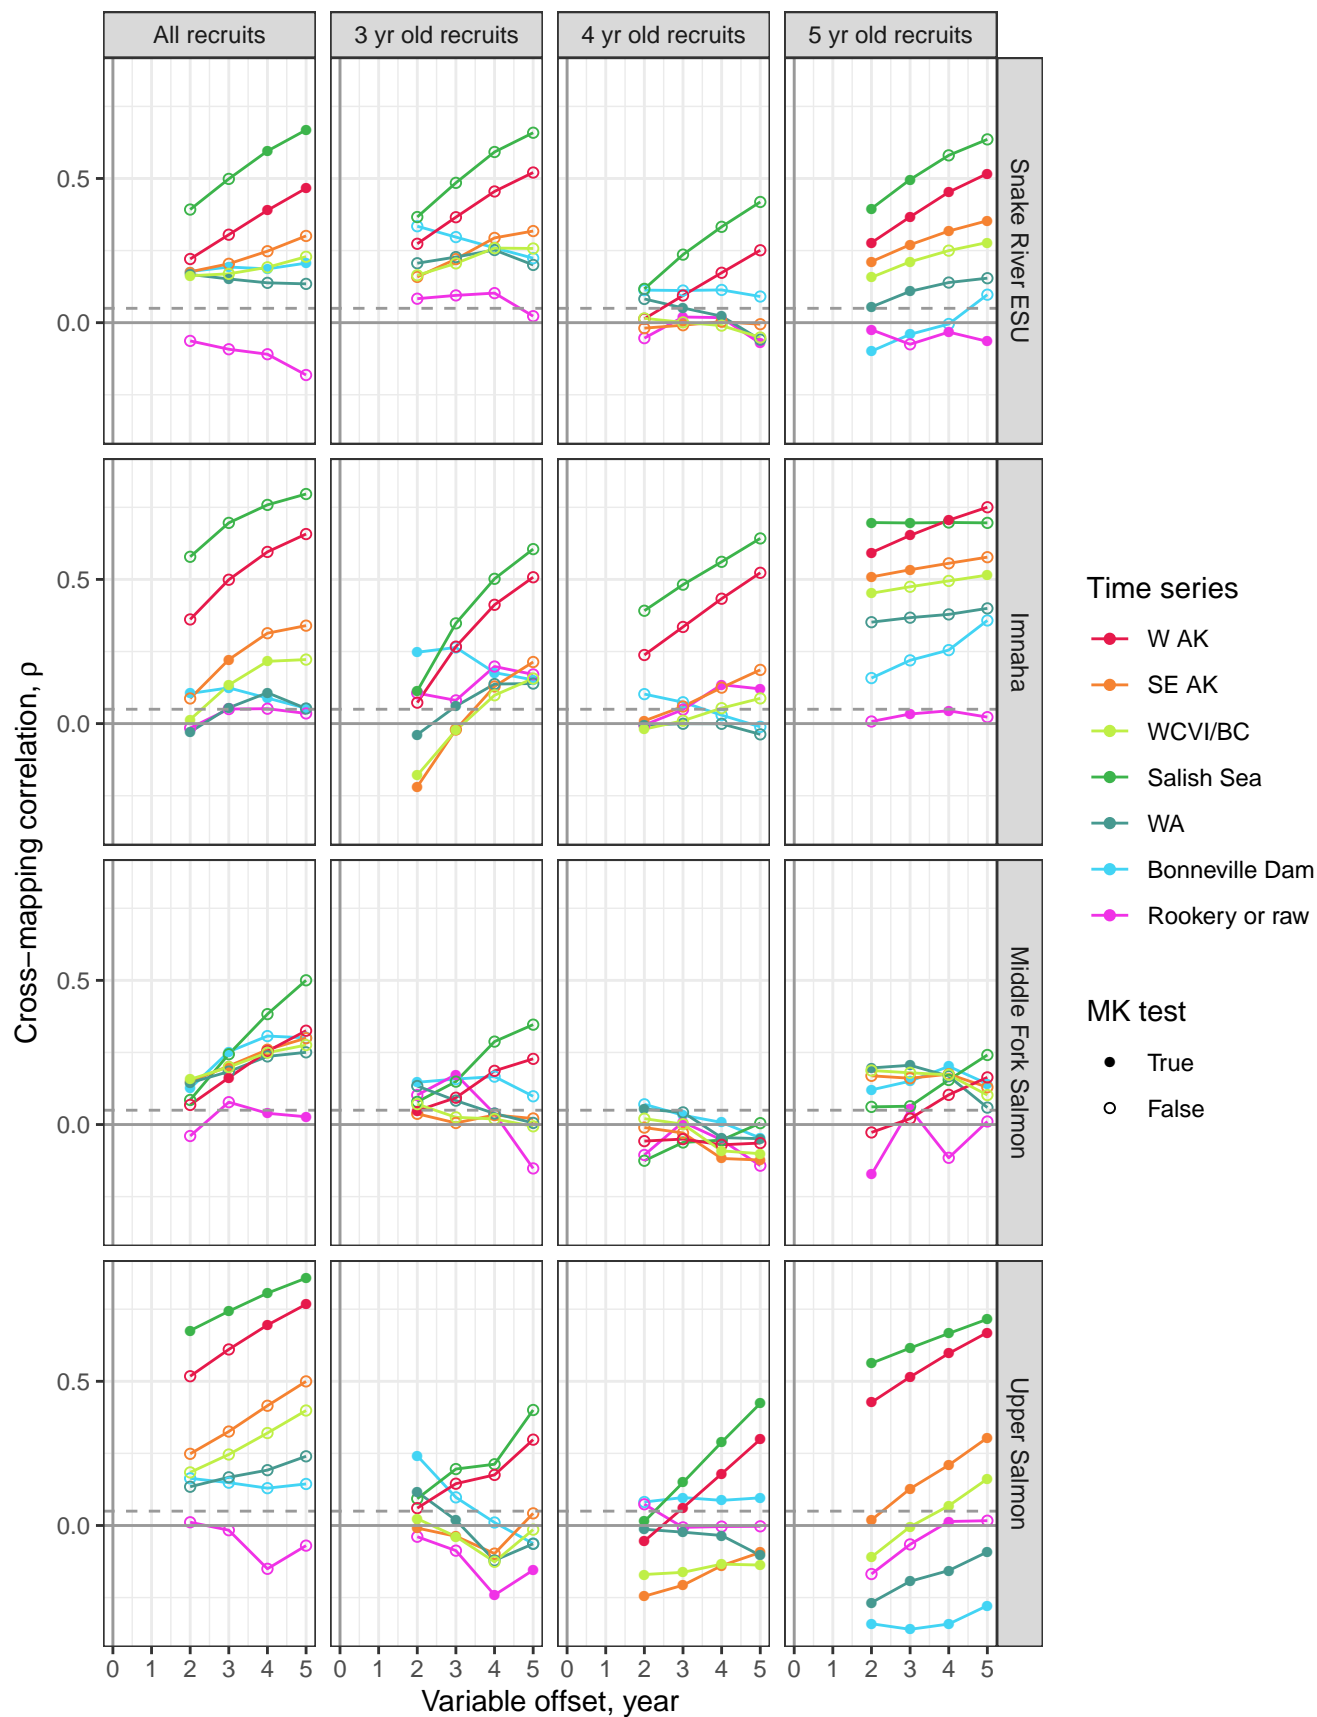 All recruits
3 yr old recruits
4 yr old recruits
5 yr old recruits
0.5
0.0
Snake River ESU
0.5
0.0
Imnaha
0.5
0.0
Middle Fork Salmon
0.5
0.0
Upper Salmon
0 1 2 3 4 5
0 1 2 3 4 5
0 1 2 3 4 5
0 1 2 3 4 5
Variable offset, year
Cross−mapping correlation, ρ
Time series
W AK
SE AK
WCVI/BC
Salish Sea
WA
Bonneville Dam
Rookery or raw
MK test
True
False